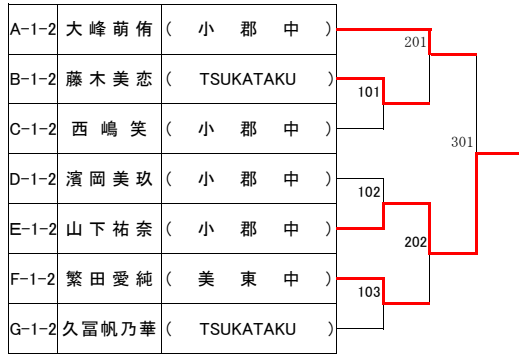 A-1-2 大峰萌侑 ( 小郡中 )
201
B-1-2 藤木美恋 ( TSUKATAKU )
101
C-1-2 西嶋笑 ( 小郡中 )
301
D-1-2 濱岡美玖 ( 小郡中 )
102
E-1-2 山下祐奈 ( 小郡中 )
202
F-1-2 繁田愛純 ( 美東中 )
103
G-1-2 久冨帆乃華 ( TSUKATAKU )